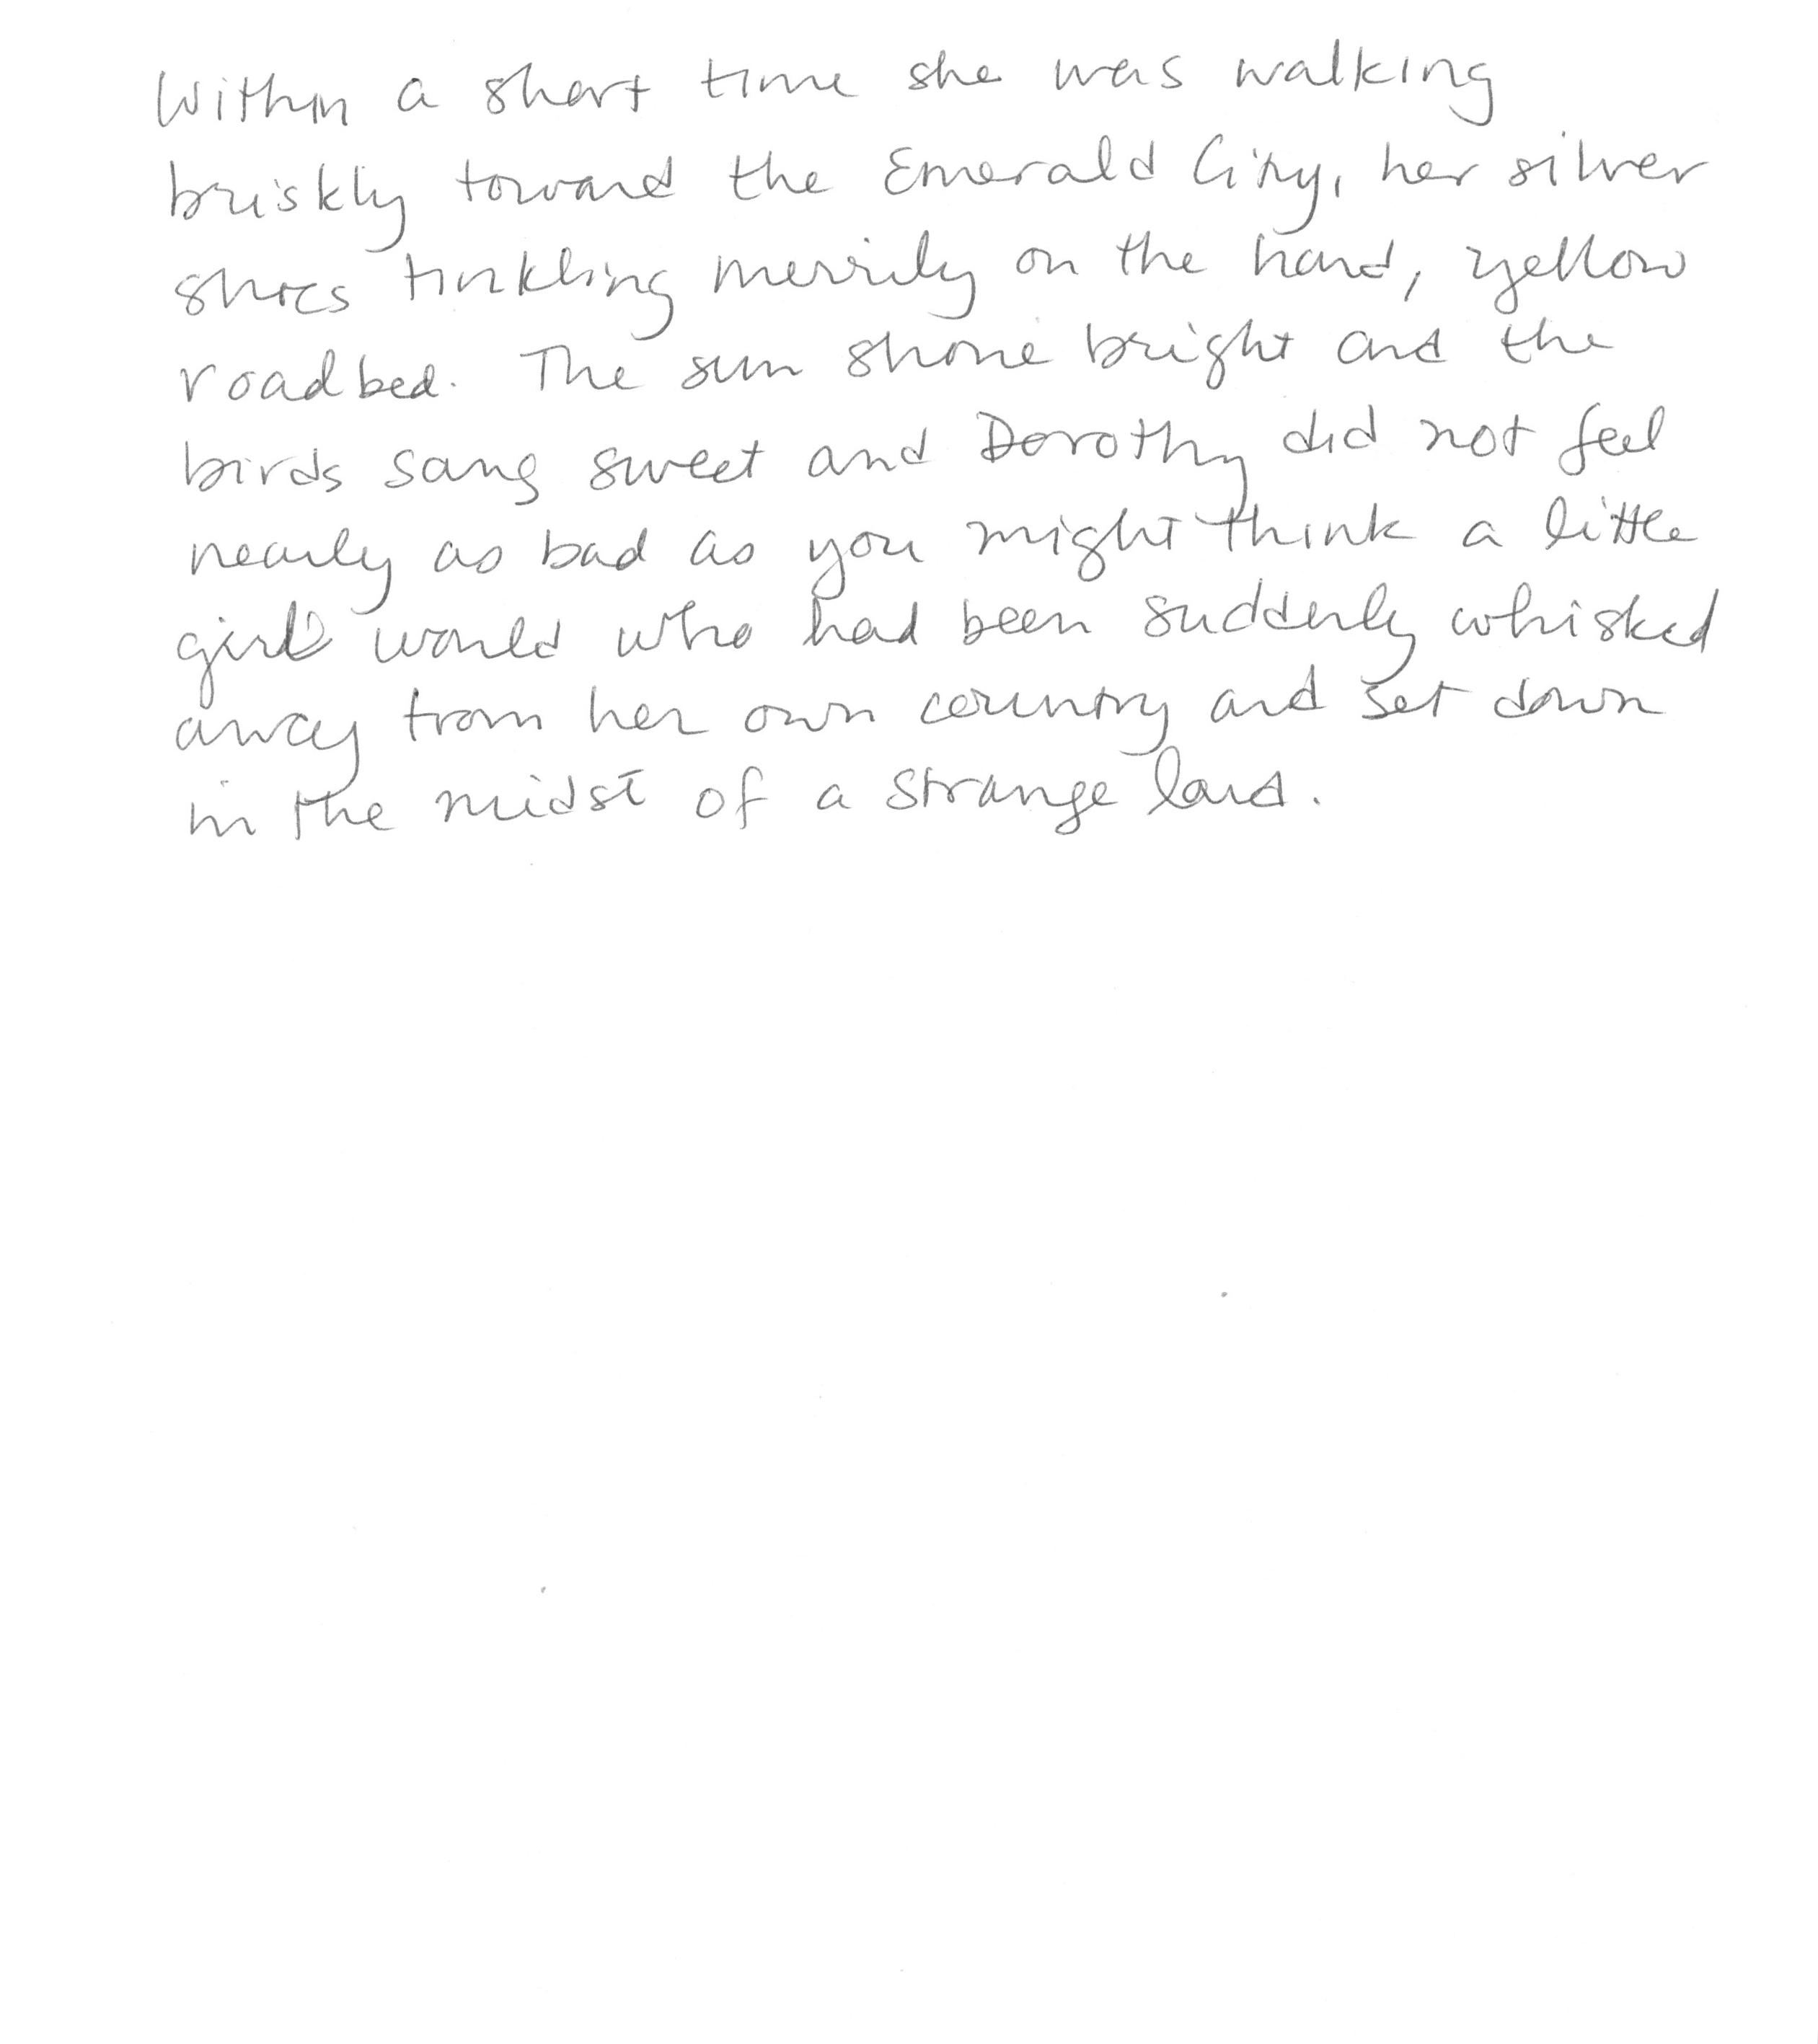 Within a short time she was walking
briskly toward the Emerald City, her silver
shoes tinkling merrily on the hard, yellow
roadbed. The sun shone bright and the
birds sang sweet and Dorothy did not feel
nearly as bad as you might think a little
girl would who had been suddenly whisked
away from her own country and set down
in the midst of a strange land.